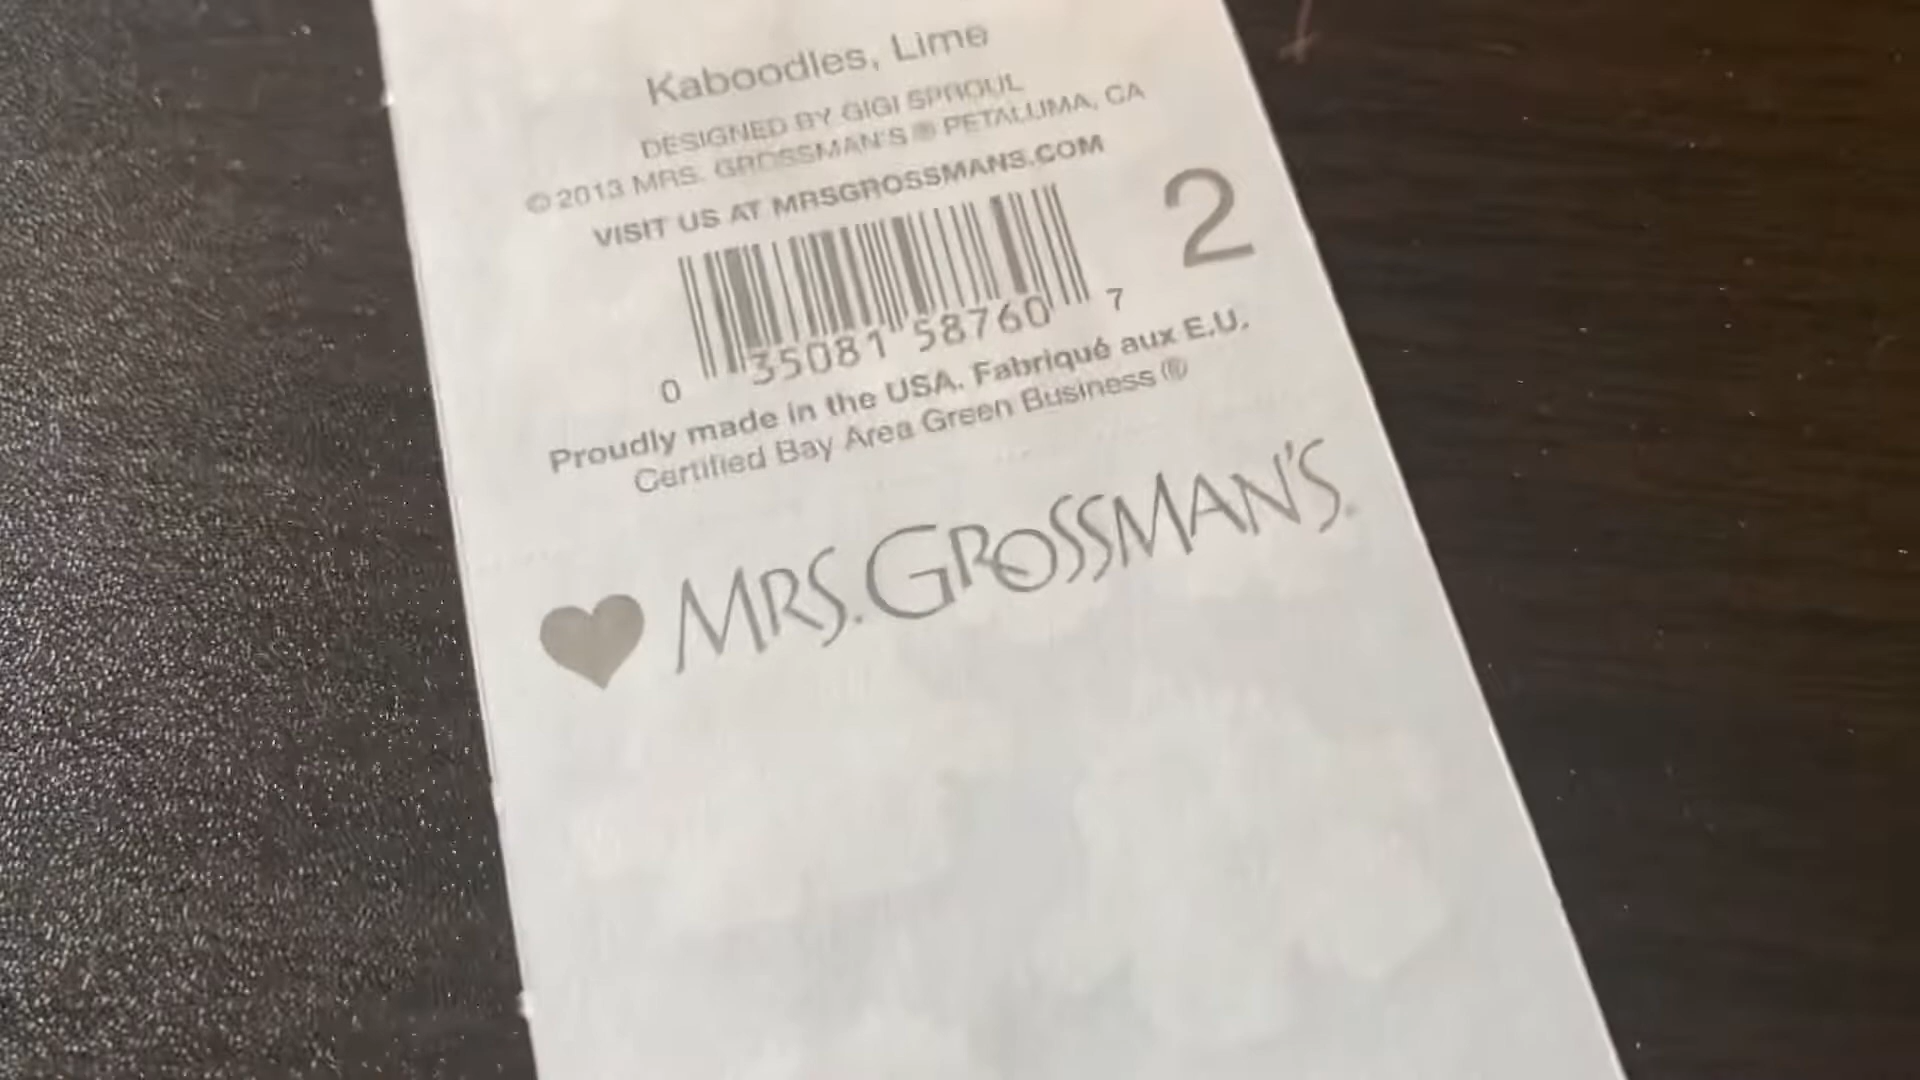 Kaboodles, Lime
DESIGNED BY GIGI SPROUL
©2013 MRS. GROSSMAN'S® PETALUMA, CA
VISIT US AT MRSGROSSMANS.COM
2
0 35081 58760 7
Proudly made in the USA. Fabriqué aux E.U.
Certified Bay Area Green Business®
MRS. GROSSMAN'S.